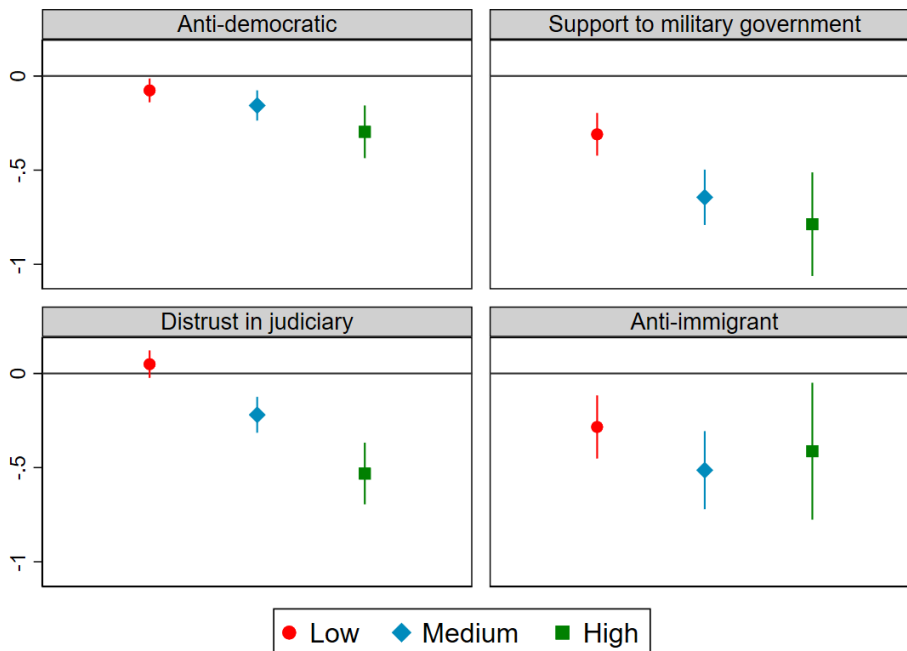 Anti-democratic
Support to military government
0
-.5
-1
Distrust in judiciary
Anti-immigrant
0
-.5
-1
Low Medium High